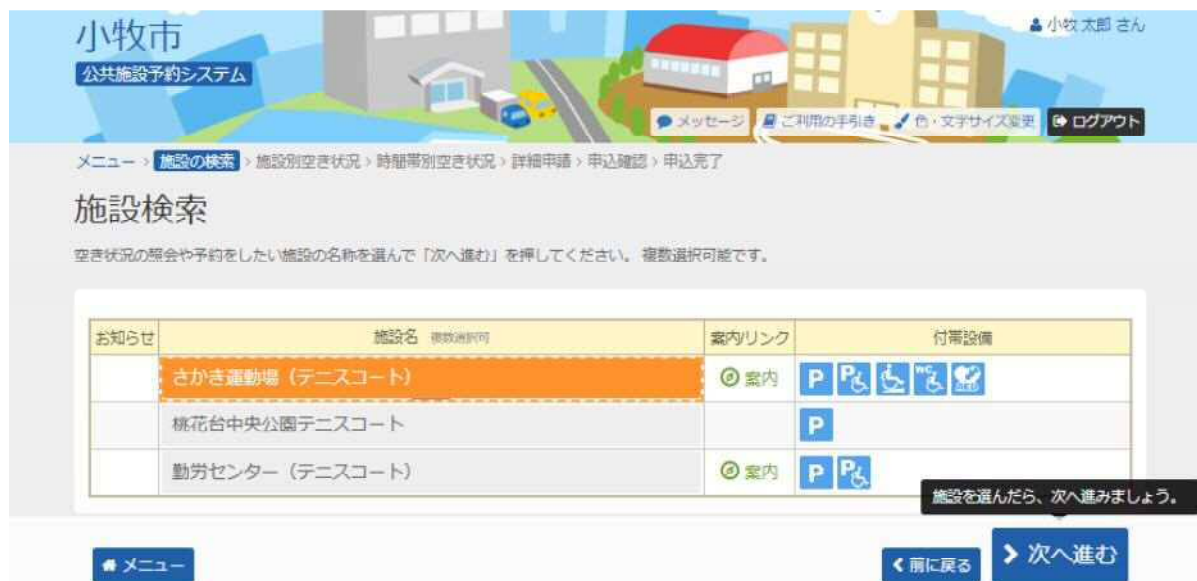 小牧市
公共施設予約システム
小牧 太郎 さん
メッセージ ご利用の手引き 色・文字サイズ変更 ログアウト
メニュー > 施設の検索 > 施設別空き状況 > 時間帯別空き状況 > 詳細申請 > 申込確認 > 申込完了
施設検索
空き状況の照会や予約をしたい施設の名称を選んで「次へ進む」を押してください。 複数選択可能です。
お知らせ 施設名 複数選択可 案内/リンク 付帯設備
さかき運動場（テニスコート） 案内 P P WC AED
桃花台中央公園テニスコート P
勤労センター（テニスコート） 案内 P P
施設を選んだら、次へ進みましょう。
メニュー 前に戻る 次へ進む